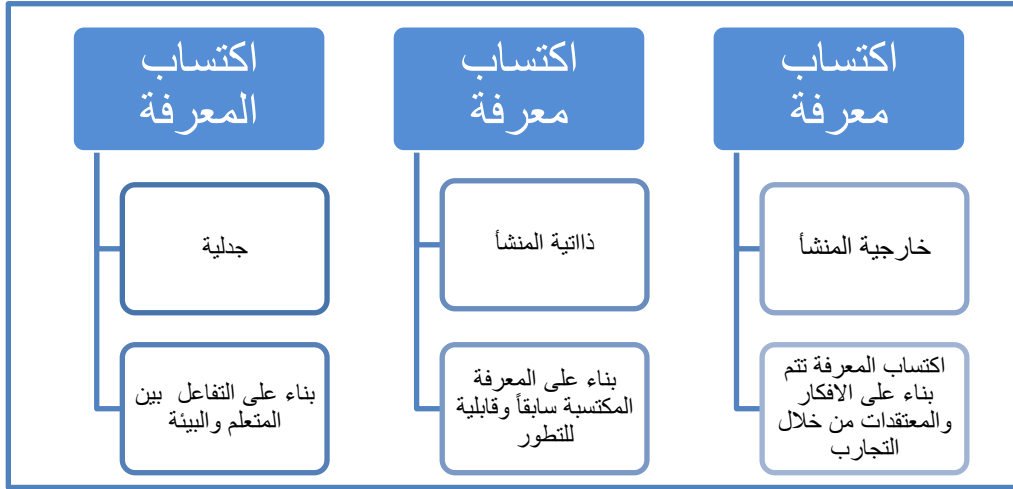 اكتساب
معرفة
خارجية المنشأ
اكتساب المعرفة تتم
بناء على الافكار
والمعتقدات من خلال
التجارب
اكتساب
معرفة
ذااتية المنشأ
بناء على المعرفة
المكتسبة سابقاً وقابلية
للتطور
اكتساب
المعرفة
جدلية
بناء على التفاعل بين
المتعلم والبيئة